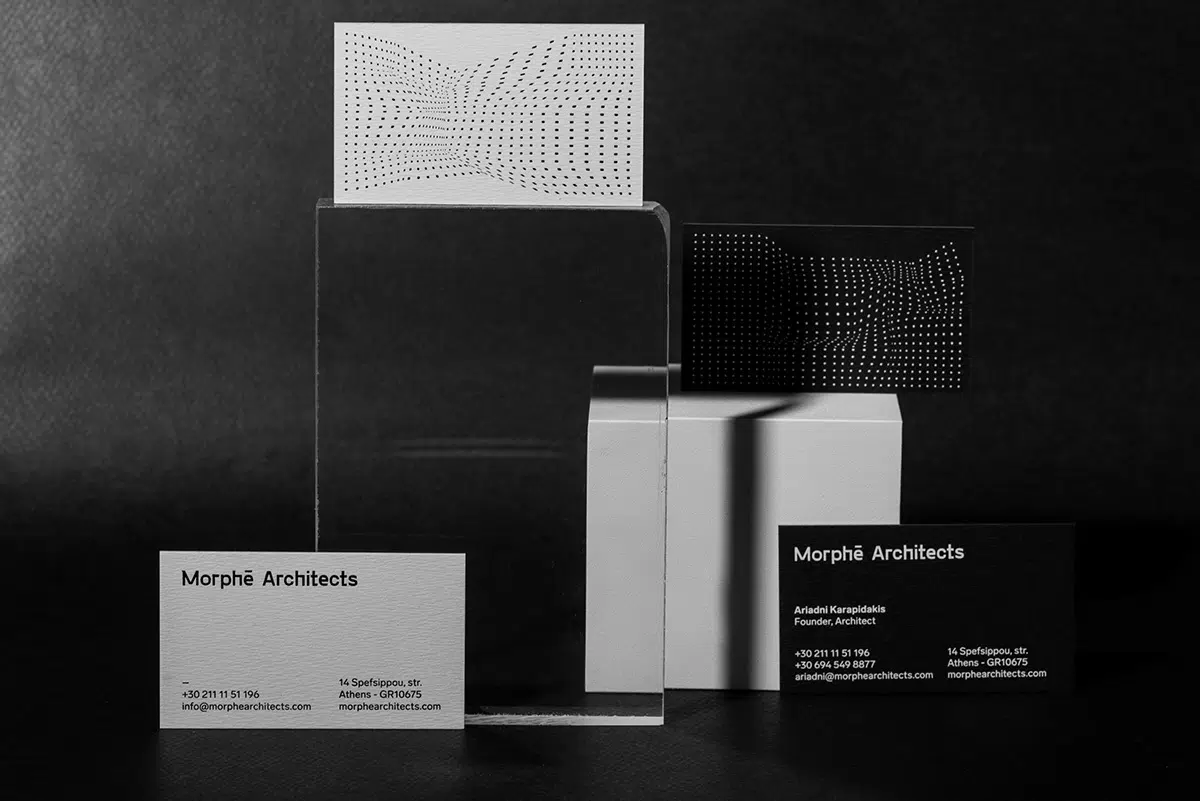 Morphē Architects
–
+30 211 11 51 196
info@morphearchitects.com
14 Spefsippou, str.
Athens - GR10675
morphearchitects.com
Morphē Architects
Ariadni Karapidakis
Founder, Architect
+30 211 11 51 196
+30 694 549 8877
ariadni@morphearchitects.com
14 Spefsippou, str.
Athens - GR10675
morphearchitects.com